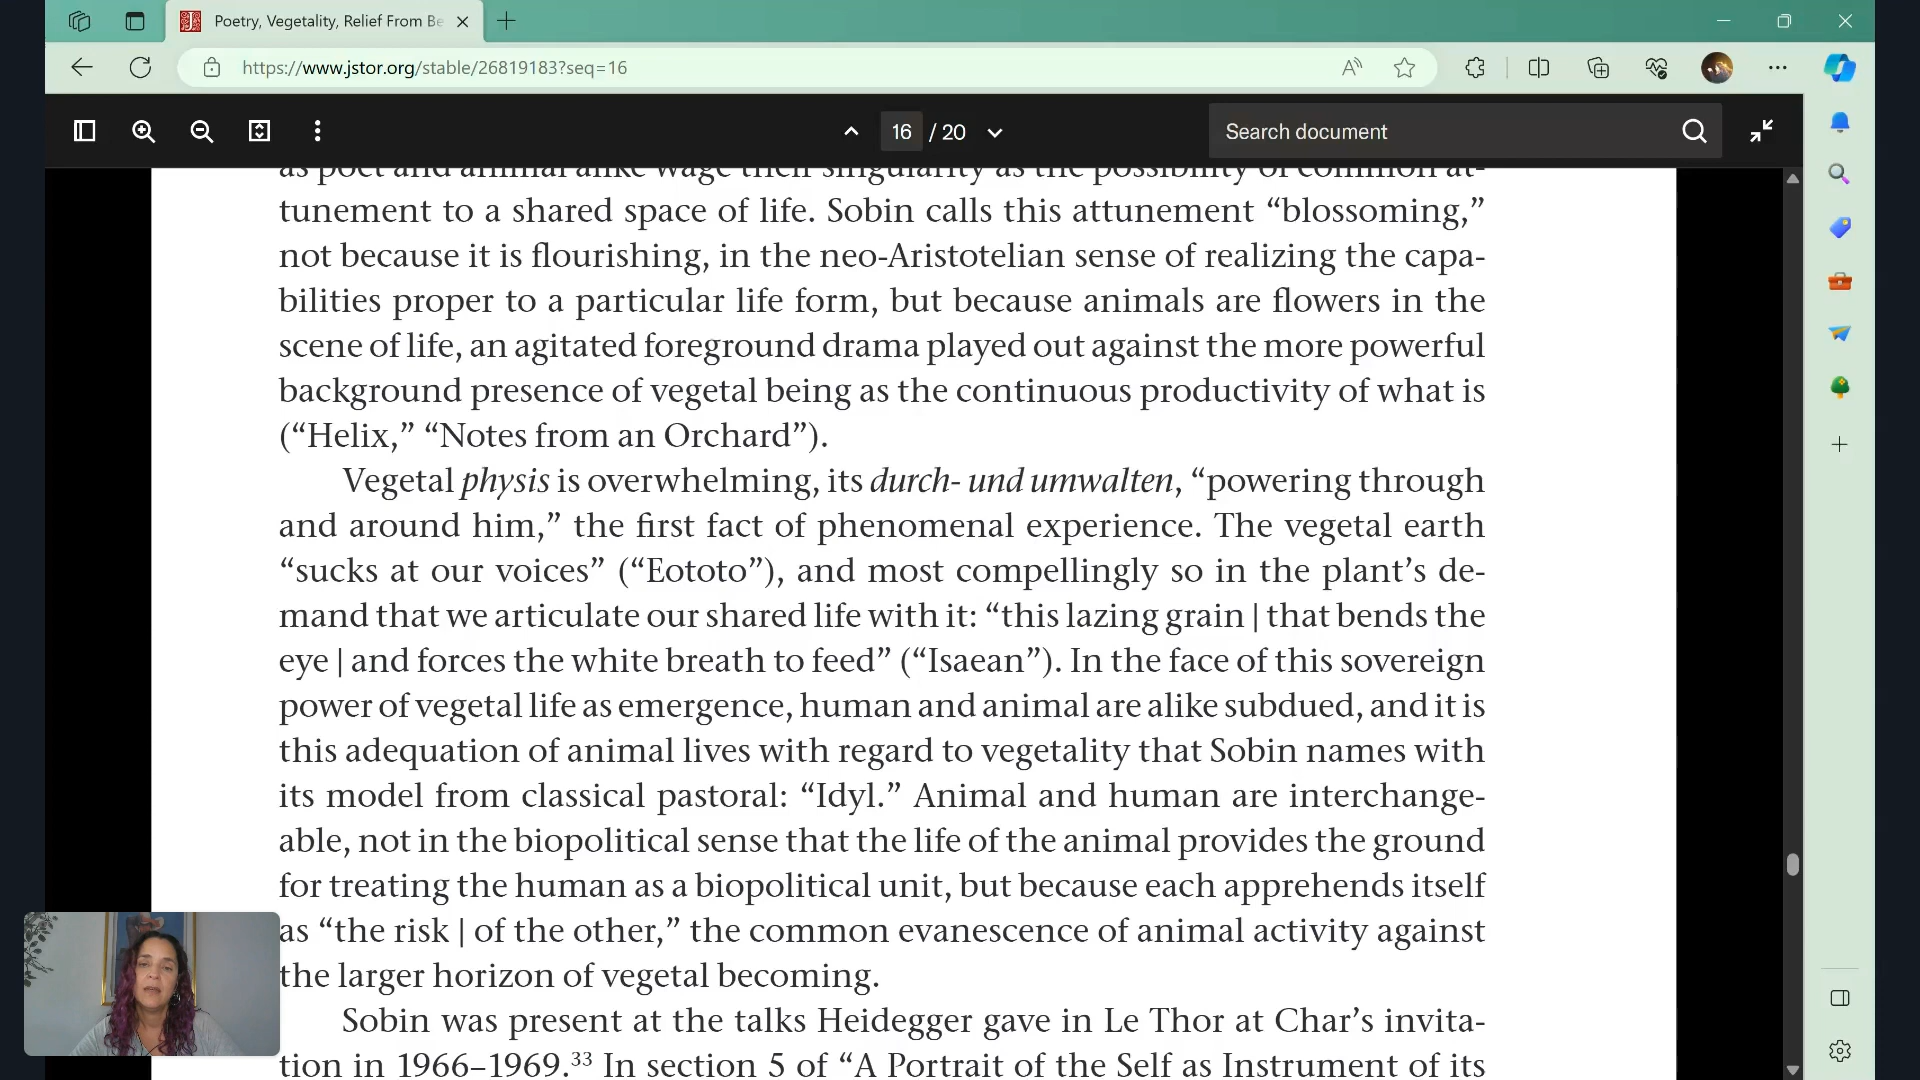 Poetry, Vegetality, Relief From Be
https://www.jstor.org/stable/26819183?seq=16
16 / 20
Search document
as poet and animal alike wage their singularity as the possibility of common at-
tunement to a shared space of life. Sobin calls this attunement “blossoming,”
not because it is flourishing, in the neo-Aristotelian sense of realizing the capa-
bilities proper to a particular life form, but because animals are flowers in the
scene of life, an agitated foreground drama played out against the more powerful
background presence of vegetal being as the continuous productivity of what is
(“Helix,” “Notes from an Orchard”).
Vegetal physis is overwhelming, its durch- und umwalten, “powering through
and around him,” the first fact of phenomenal experience. The vegetal earth
“sucks at our voices” (“Eototo”), and most compellingly so in the plant’s de-
mand that we articulate our shared life with it: “this lazing grain | that bends the
eye | and forces the white breath to feed” (“Isaean”). In the face of this sovereign
power of vegetal life as emergence, human and animal are alike subdued, and it is
this adequation of animal lives with regard to vegetality that Sobin names with
its model from classical pastoral: “Idyl.” Animal and human are interchange-
able, not in the biopolitical sense that the life of the animal provides the ground
for treating the human as a biopolitical unit, but because each apprehends itself
as “the risk | of the other,” the common evanescence of animal activity against
the larger horizon of vegetal becoming.
Sobin was present at the talks Heidegger gave in Le Thor at Char’s invita-
tion in 1966–1969.³³ In section 5 of “A Portrait of the Self as Instrument of its